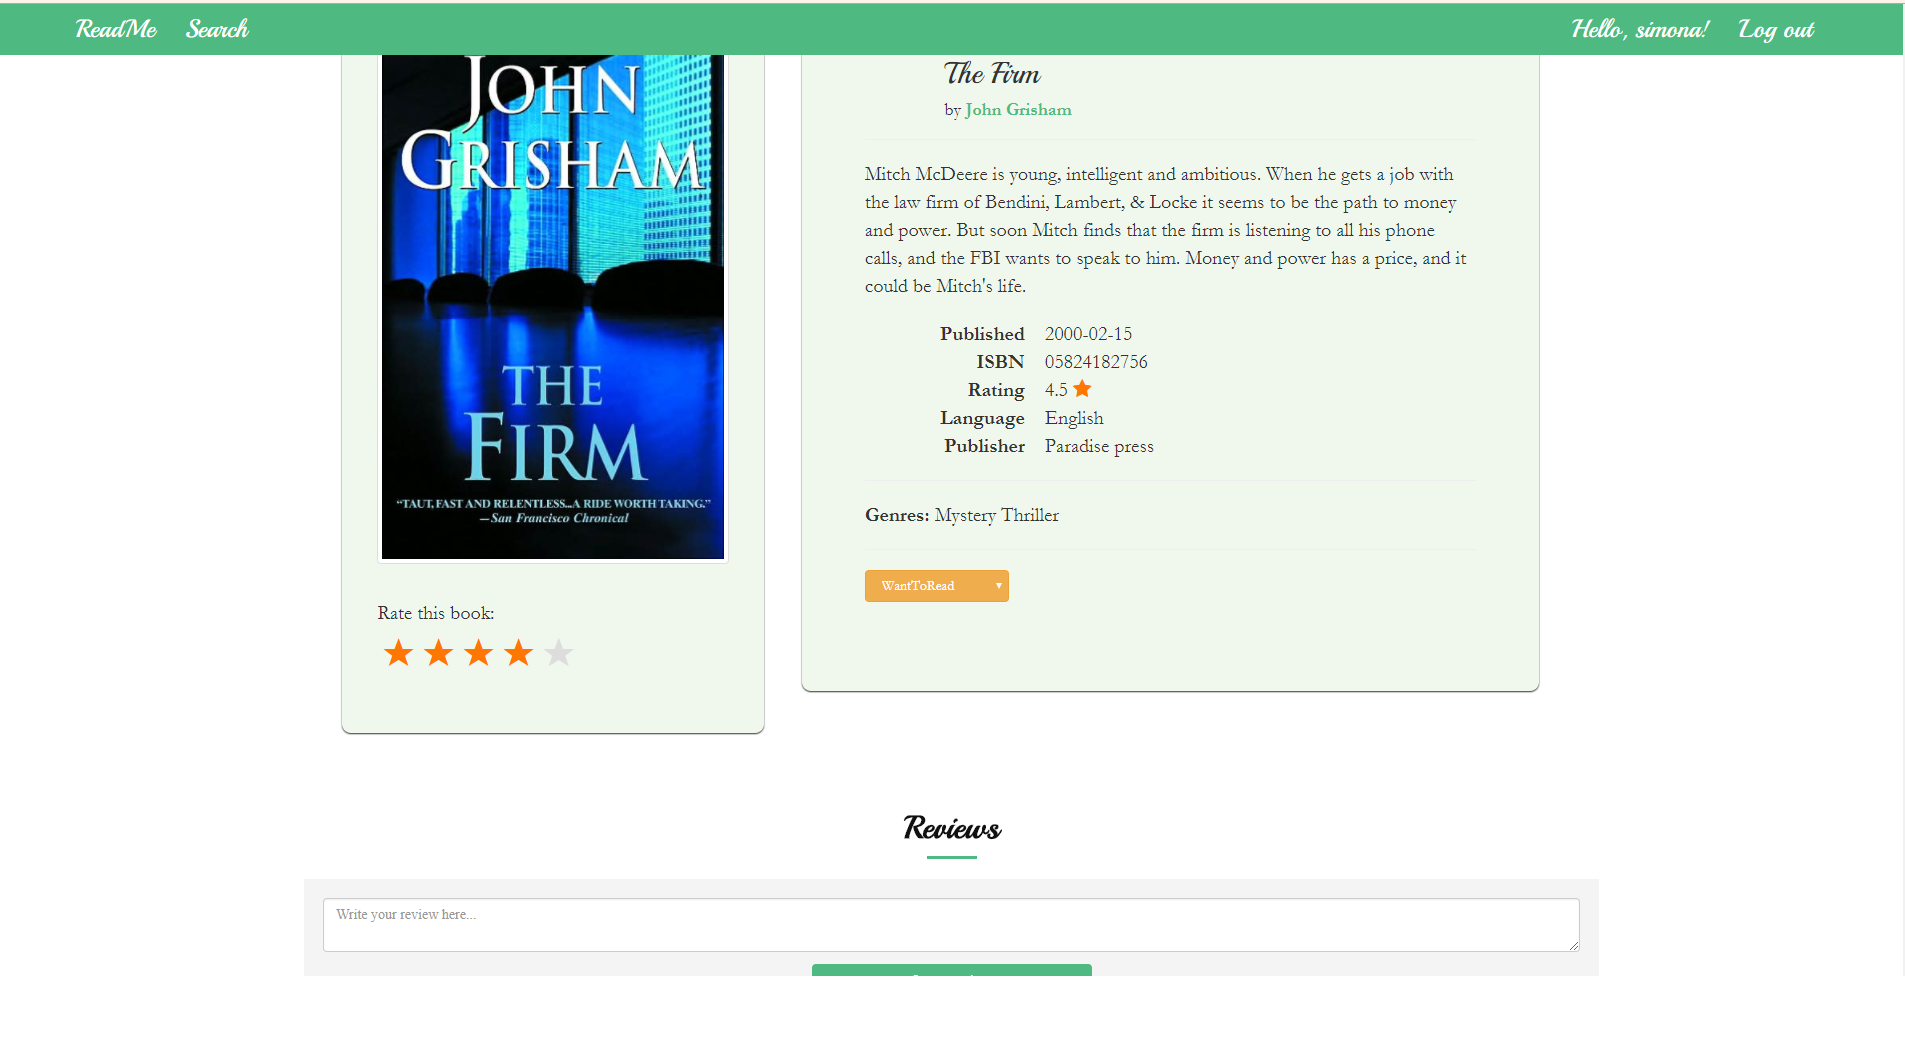 ReadMe Search Hello, simona! Log out
JOHN
GRISHAM
THE
FIRM
“TAUT, FAST AND RELENTLESS...A RIDE WORTH TAKING.”
—San Francisco Chronical
Rate this book:
The Firm
by John Grisham
Mitch McDeere is young, intelligent and ambitious. When he gets a job with
the law firm of Bendini, Lambert, & Locke it seems to be the path to money
and power. But soon Mitch finds that the firm is listening to all his phone
calls, and the FBI wants to speak to him. Money and power has a price, and it
could be Mitch's life.
Published 2000-02-15
ISBN 05824182756
Rating 4.5
Language English
Publisher Paradise press
Genres: Mystery Thriller
WantToRead
Reviews
Write your review here...